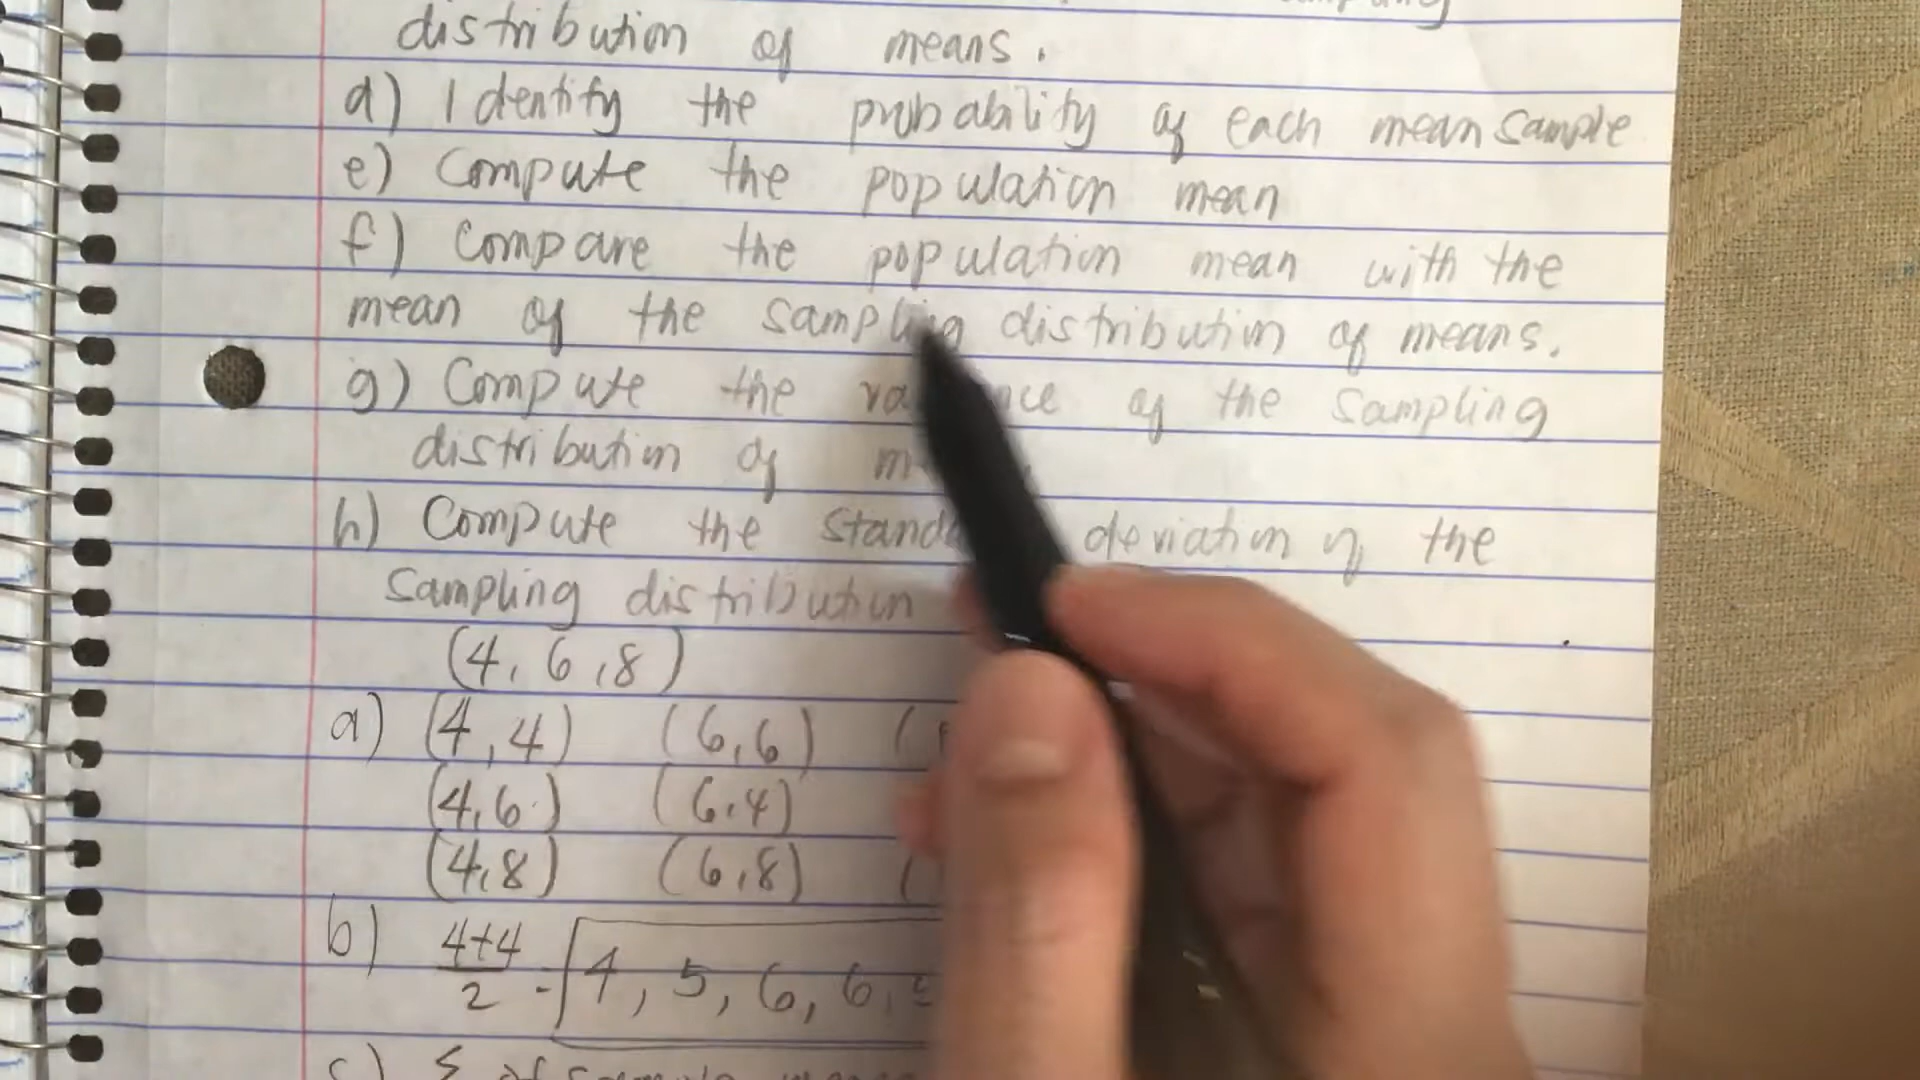 distribution of means.
d) Identify the probability of each mean sample
e) Compute the population mean
f) Compare the population mean with the
mean of the sampling distribution of means.
g) Compute the of the sampling
distribution of
h) Compute the deviation of the
sampling distribution
(4, 6, 8)
a) (4, 4) (6, 6) (
(4, 6) (6, 4)
(4, 8) (6, 8) (
b) 4+4
2 = 4, 5, 6, 6,
c) Σ of